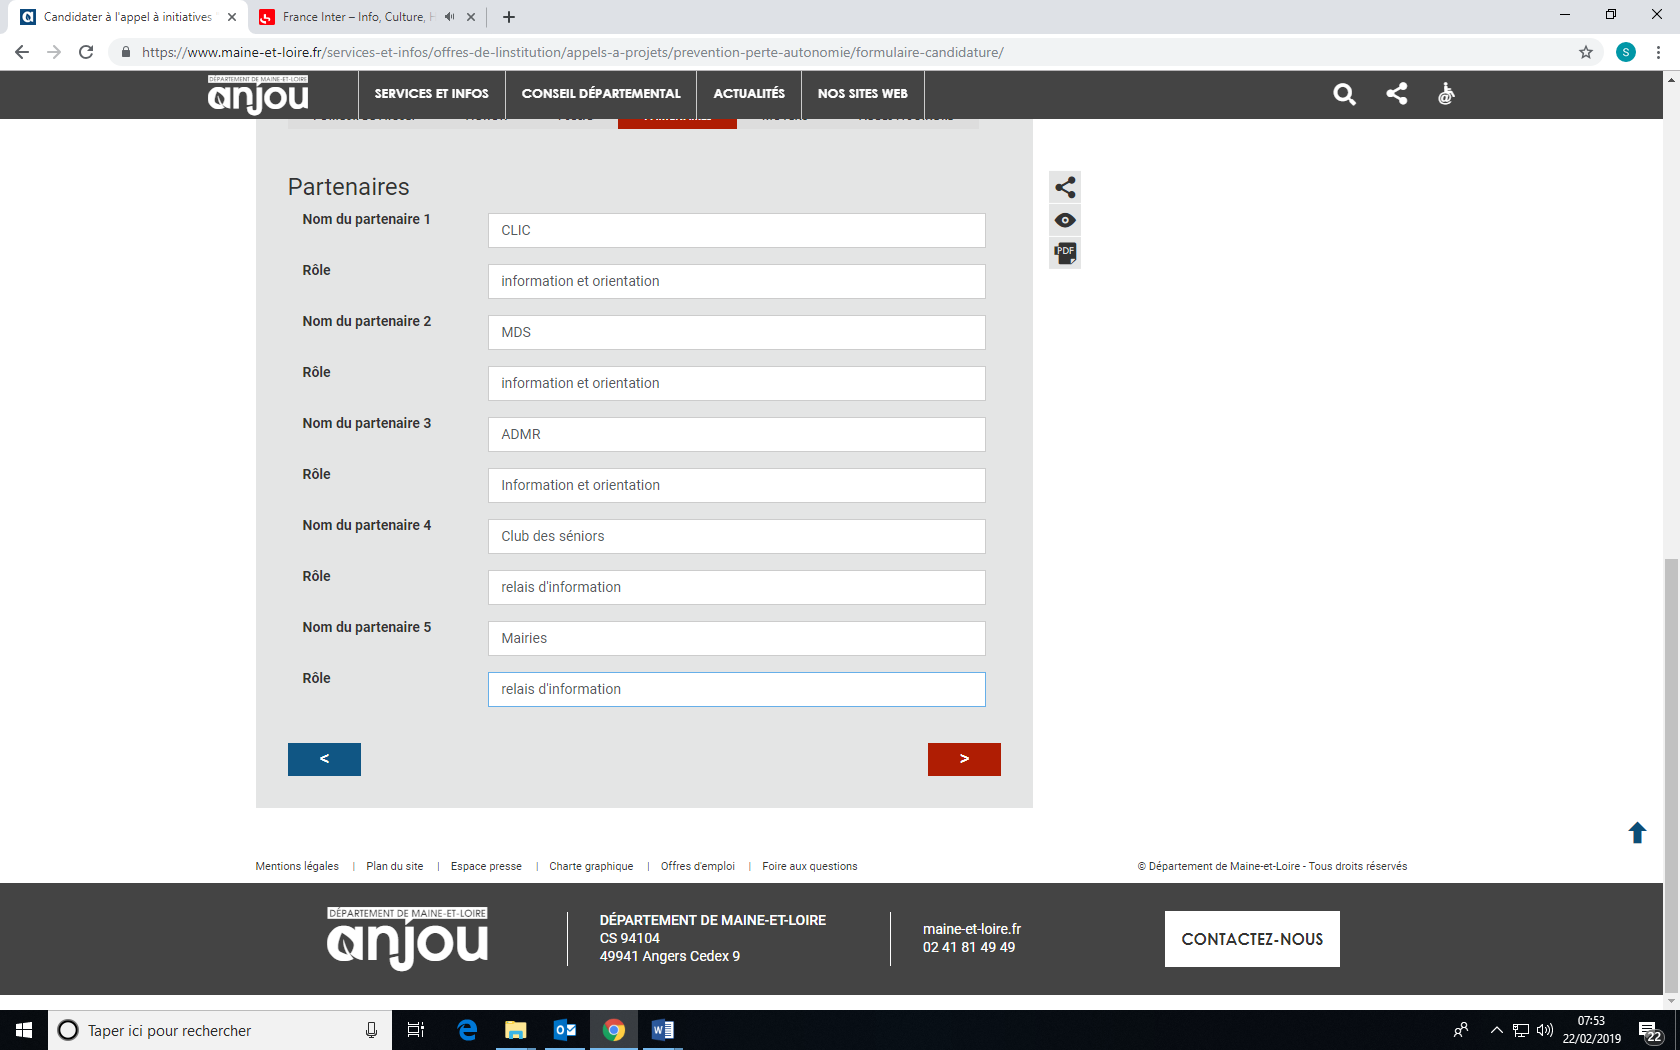 Candidater à l'appel à initiatives
France Inter – Info, Culture,
https://www.maine-et-loire.fr/services-et-infos/offres-de-linstitution/appels-a-projets/prevention-perte-autonomie/formulaire-candidature/
S
DÉPARTEMENT DE MAINE-ET-LOIRE
anjou
SERVICES ET INFOS
CONSEIL DÉPARTEMENTAL
ACTUALITÉS
NOS SITES WEB
Partenaires
Nom du partenaire 1
CLIC
Rôle
information et orientation
Nom du partenaire 2
MDS
Rôle
information et orientation
Nom du partenaire 3
ADMR
Rôle
Information et orientation
Nom du partenaire 4
Club des séniors
Rôle
relais d'information
Nom du partenaire 5
Mairies
Rôle
relais d'information
<
>
PDF
Mentions légales | Plan du site | Espace presse | Charte graphique | Offres d'emploi | Foire aux questions
© Département de Maine-et-Loire - Tous droits réservés
DÉPARTEMENT DE MAINE-ET-LOIRE
anjou
DÉPARTEMENT DE MAINE-ET-LOIRE
CS 94104
49941 Angers Cedex 9
maine-et-loire.fr
02 41 81 49 49
CONTACTEZ-NOUS
Taper ici pour rechercher
07:53
22/02/2019
22